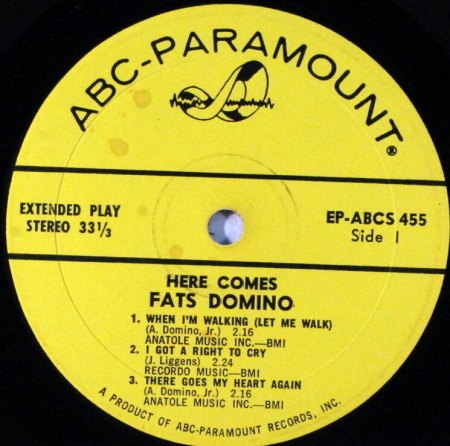 ABC-PARAMOUNT®
EXTENDED PLAY
STEREO 33⅓
EP-ABCS 455
Side 1
HERE COMES
FATS DOMINO
1. WHEN I'M WALKING (LET ME WALK)
(A. Domino, Jr.) 2.16
ANATOLE MUSIC INC.—BMI
2. I GOT A RIGHT TO CRY
(J. Liggens) 2.24
RECORDO MUSIC—BMI
3. THERE GOES MY HEART AGAIN
(A. Domino, Jr.) 2.16
ANATOLE MUSIC INC.—BMI
A PRODUCT OF ABC-PARAMOUNT RECORDS, INC.